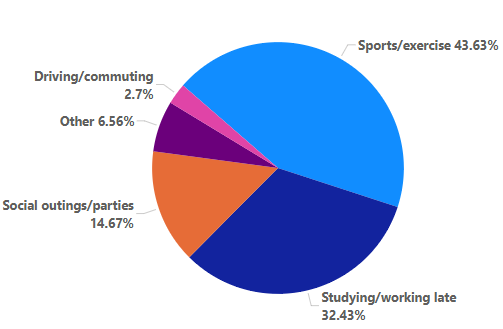 Sports/exercise 43.63%
Driving/commuting
2.7%
Other 6.56%
Social outings/parties
14.67%
Studying/working late
32.43%